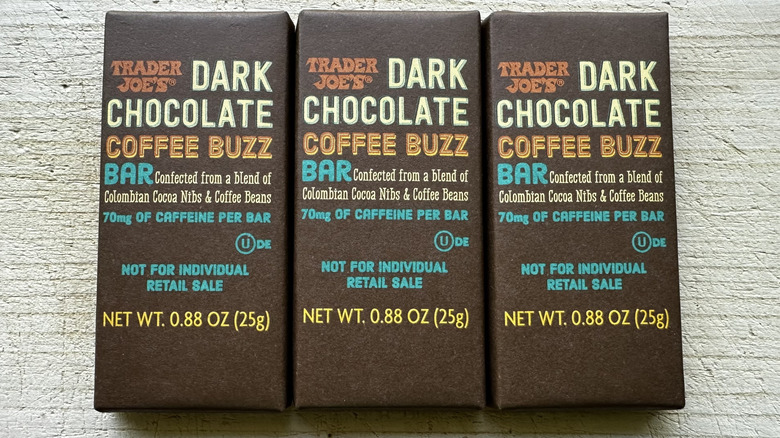 TRADER JOE'S® DARK
CHOCOLATE
COFFEE BUZZ
BAR Confected from a blend of
Colombian Cocoa Nibs & Coffee Beans
70mg OF CAFFEINE PER BAR
U DE
NOT FOR INDIVIDUAL
RETAIL SALE
NET WT. 0.88 OZ (25g)
TRADER JOE'S® DARK
CHOCOLATE
COFFEE BUZZ
BAR Confected from a blend of
Colombian Cocoa Nibs & Coffee Beans
70mg OF CAFFEINE PER BAR
U DE
NOT FOR INDIVIDUAL
RETAIL SALE
NET WT. 0.88 OZ (25g)
TRADER JOE'S® DARK
CHOCOLATE
COFFEE BUZZ
BAR Confected from a blend of
Colombian Cocoa Nibs & Coffee Beans
70mg OF CAFFEINE PER BAR
U DE
NOT FOR INDIVIDUAL
RETAIL SALE
NET WT. 0.88 OZ (25g)